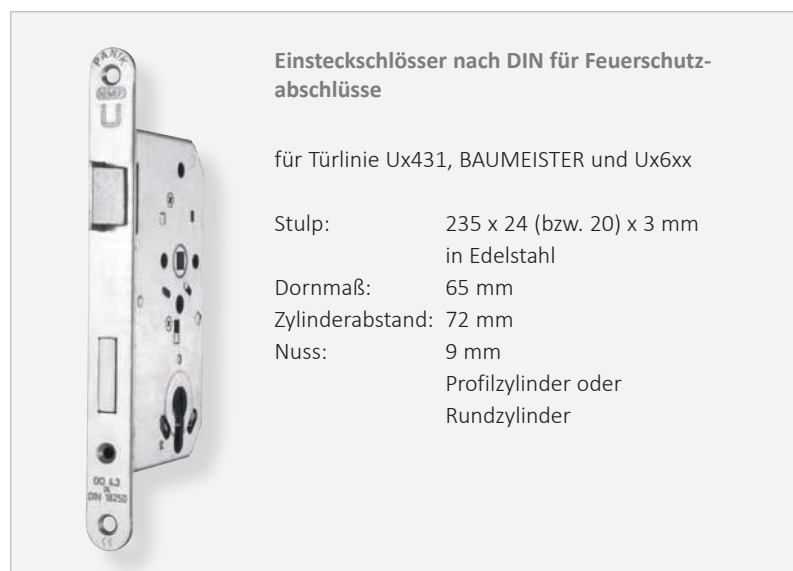 Einsteckschlösser nach DIN für Feuerschutz-
abschlüsse
für Türlinie Ux431, BAUMEISTER und Ux6xx
Stulp: 235 x 24 (bzw. 20) x 3 mm
in Edelstahl
Dornmaß: 65 mm
Zylinderabstand: 72 mm
Nuss: 9 mm
Profilzylinder oder
Rundzylinder
PANIK
U
DIN 18250
CE